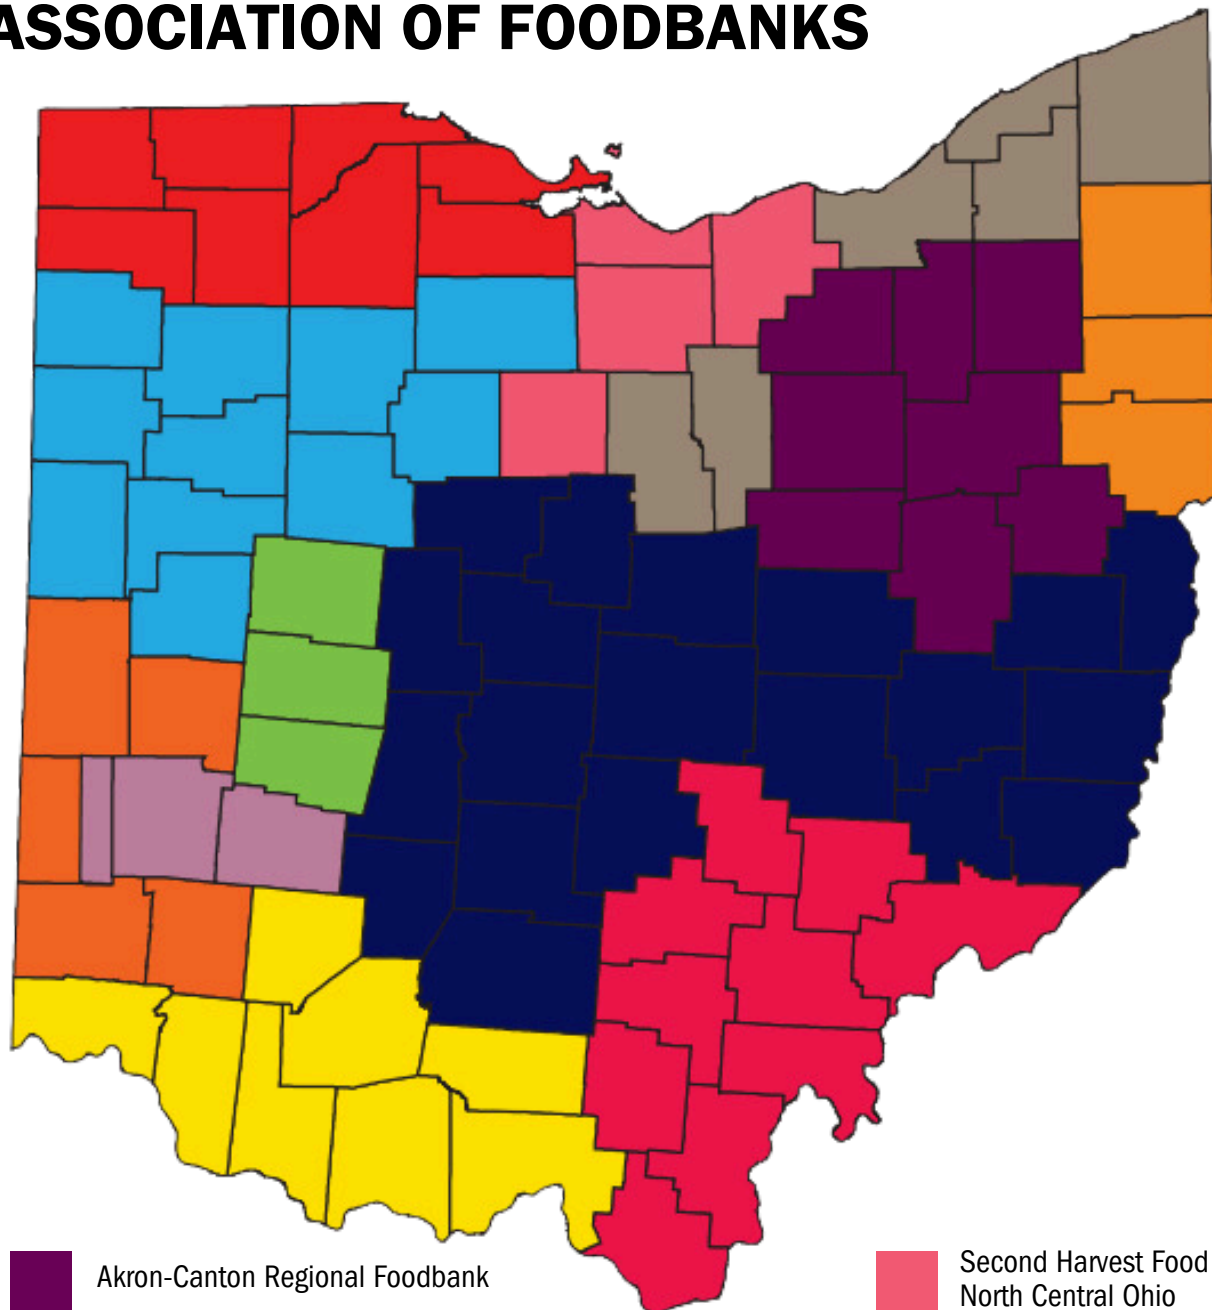 ASSOCIATION OF FOODBANKS
Akron-Canton Regional Foodbank
Second Harvest Food
North Central Ohio